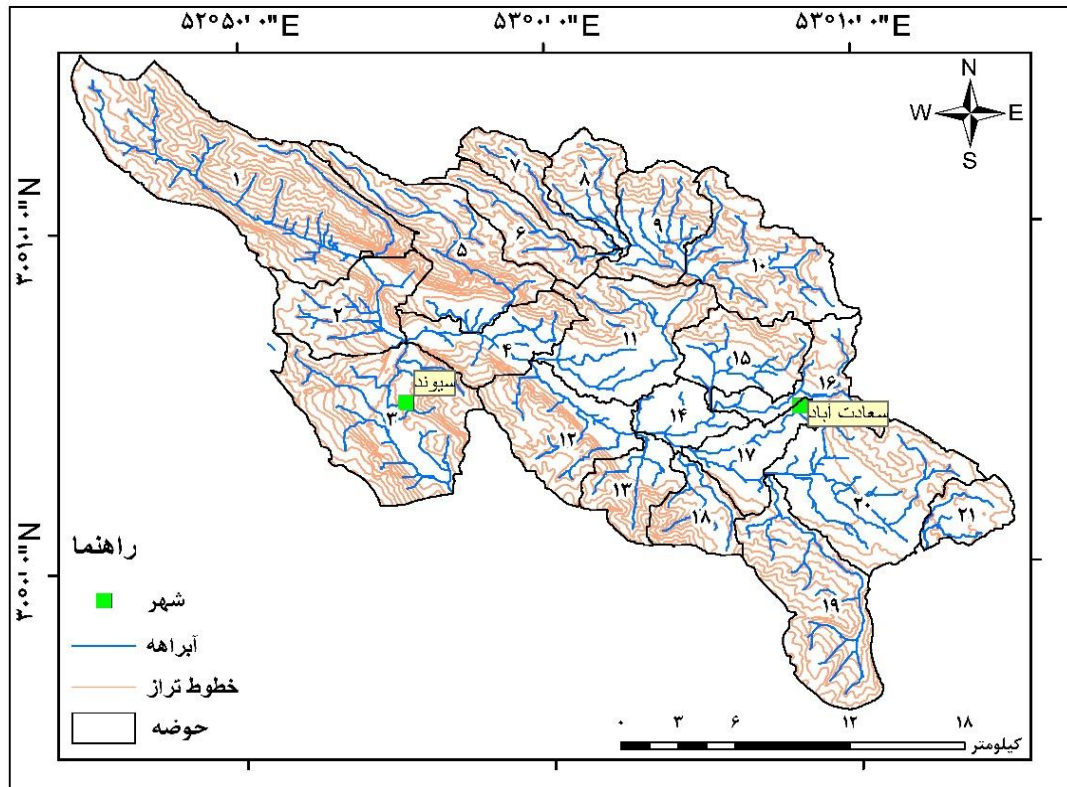 ۵۲°۵۰'۰"E ۵۳°۰'۰"E ۵۳°۱۰'۰"E
N
W E
S
۳۰°۱۰'۰"N
۳۰°۰'۰"N
۷
۸
۱
۹
۶
۵
۱۰
۲
۱۱
۴
۱۵
۱۶
سیوند
۳
سعادت آباد
۱۴
۱۲
۱۷
۱۳
۱۸
۲۰
۲۱
۱۹
راهنما
شهر
آبراهه
خطوط تراز
حوضه
۰ ۳ ۶ ۱۲ ۱۸
کیلومتر